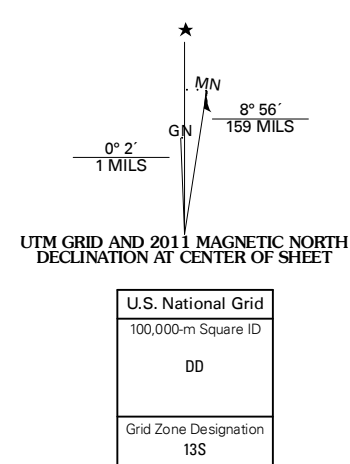 MN
GN
8° 56´
159 MILS
0° 2´
1 MILS
UTM GRID AND 2011 MAGNETIC NORTH
DECLINATION AT CENTER OF SHEET
U.S. National Grid
100,000-m Square ID
DD
Grid Zone Designation
13S